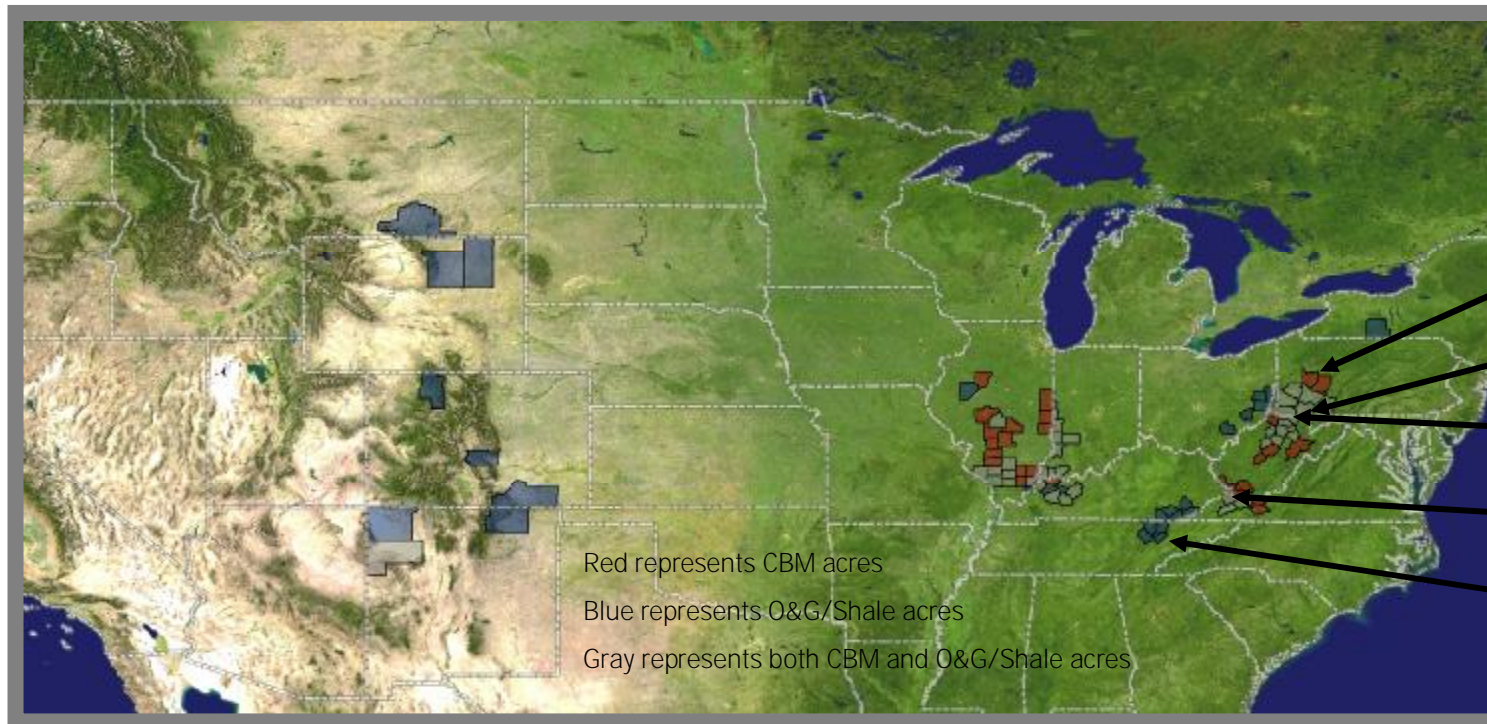 Red represents CBM acres
Blue represents O&G/Shale acres
Gray represents both CBM and O&G/Shale acres